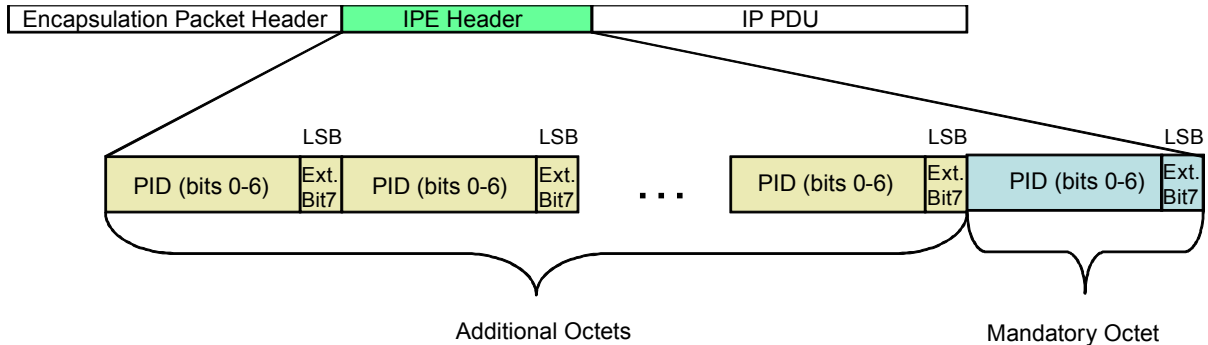 Encapsulation Packet Header IPE Header IP PDU
LSB LSB LSB LSB
PID (bits 0-6) Ext. Bit7 PID (bits 0-6) Ext. Bit7 ... PID (bits 0-6) Ext. Bit7 PID (bits 0-6) Ext. Bit7
Additional Octets Mandatory Octet